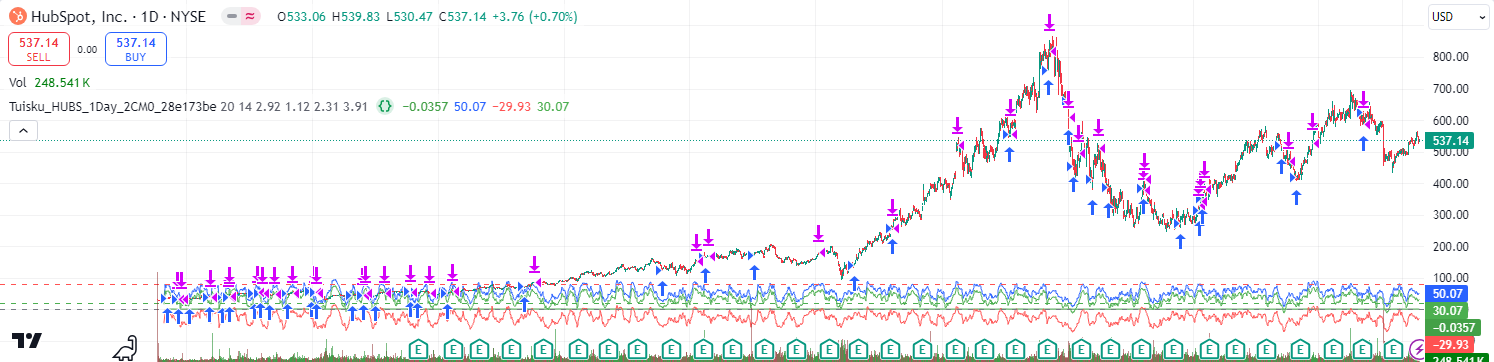 HubSpot, Inc. · 1D · NYSE O533.06 H539.83 L530.47 C537.14 +3.76 (+0.70%)
USD
537.14 0.00 537.14
SELL BUY
Vol 248.541 K
Tuisku_HUBS_1Day_2CM0_28e173be 20 14 2.92 1.12 2.31 3.91 {} −0.0357 50.07 −29.93 30.07
800.00
700.00
600.00
537.14
500.00
400.00
300.00
200.00
100.00
50.07
30.07
−0.0357
−29.93
248.541 K
E E E E E E E E E E E E E E E E E E E E E E E E E E E E E E E E